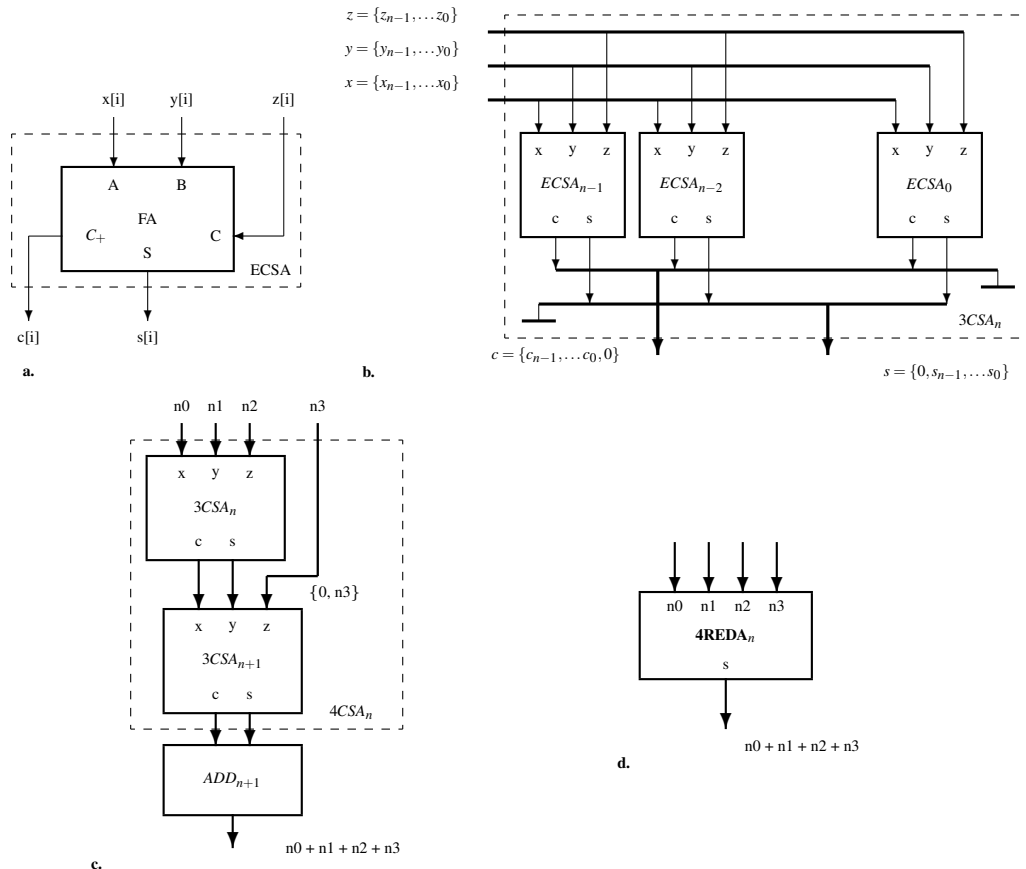 x[i] y[i] z[i]
A B
FA
C+ C
S
ECSA
c[i] s[i]
a.
z = {zn−1, ... z0}
y = {yn−1, ... y0}
x = {xn−1, ... x0}
x y z x y z x y z
ECSAn−1 ECSAn−2 ECSA0
c s c s c s
3CSAn
c = {cn−1, ... c0, 0}
s = {0, sn−1, ... s0}
b.
n0 n1 n2 n3
x y z
3CSAn
c s
{0, n3}
x y z
3CSAn+1
c s
4CSAn
ADDn+1
n0 + n1 + n2 + n3
c.
n0 n1 n2 n3
4REDAn
s
n0 + n1 + n2 + n3
d.